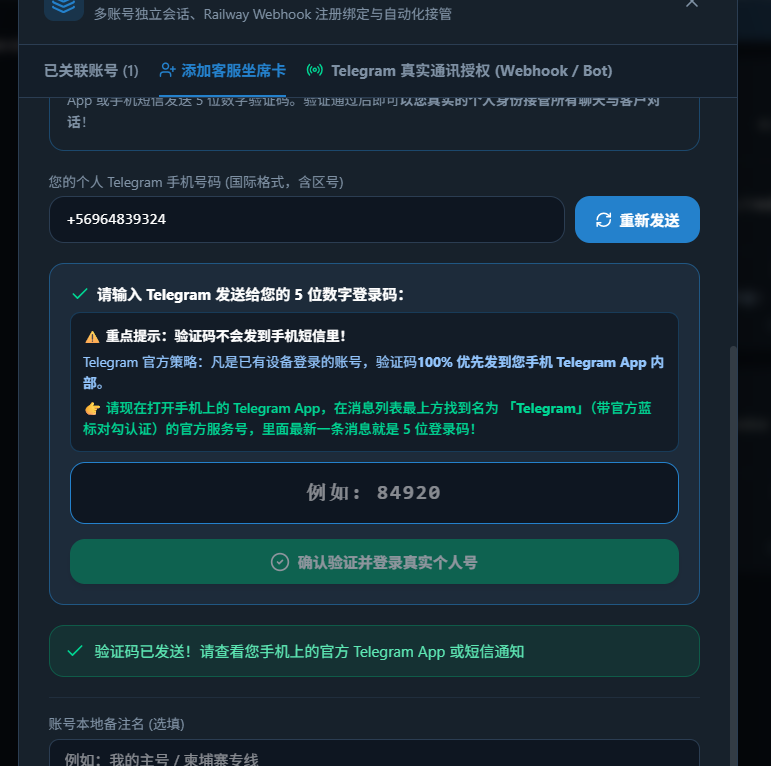 多账号独立会话、Railway Webhook 注册绑定与自动化接管
已关联账号 (1) 添加客服坐席卡 Telegram 真实通讯授权 (Webhook / Bot)
App 或手机短信发送 5 位数字验证码。验证通过后即可以您真实的个人身份接管所有聊天与客户对
话！
您的个人 Telegram 手机号码 (国际格式，含区号)
+56964839324
重新发送
请输入 Telegram 发送给您的 5 位数字登录码：
重点提示：验证码不会发到手机短信里！
Telegram 官方策略：凡是已有设备登录的账号，验证码100% 优先发到您手机 Telegram App 内
部。
👉 请现在打开手机上的 Telegram App，在消息列表最上方找到名为 「Telegram」（带官方蓝
标对勾认证）的官方服务号，里面最新一条消息就是 5 位登录码！
例如: 84920
确认验证并登录真实个人号
验证码已发送！请查看您手机上的官方 Telegram App 或短信通知
账号本地备注名 (选填)
例如：我的主号 / 柬埔寨专线